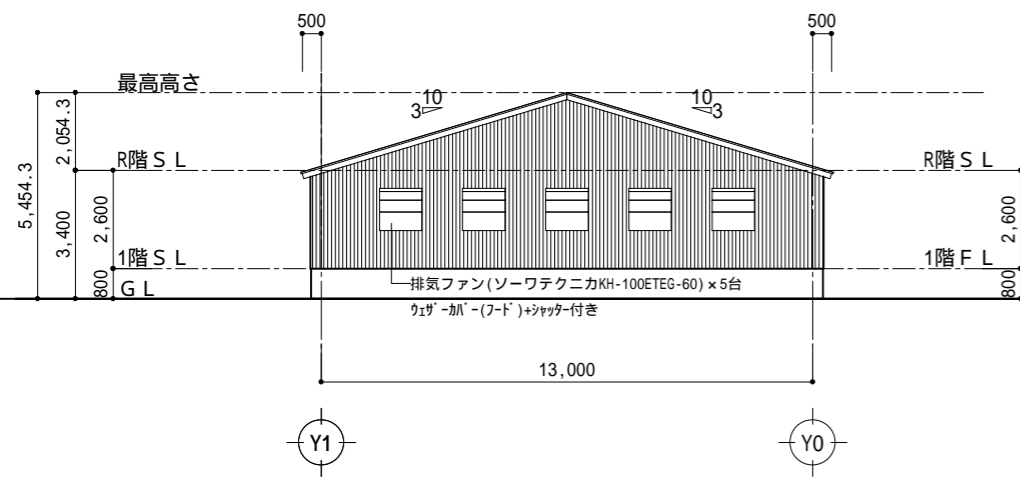 500
500
最高高さ
10
3
10
3
2,054.3
R階ＳＬ
R階ＳＬ
5,454.3
3,400
2,600
2,600
1階ＳＬ
1階ＦＬ
800
ＧＬ
800
排気ファン(ソーワテクニカKH-100ETEG-60)×5台
ｳｪｻﾞｰｶﾊﾞｰ(ﾌｰﾄﾞ)+ｼｬｯﾀｰ付き
13,000
Y1
Y0